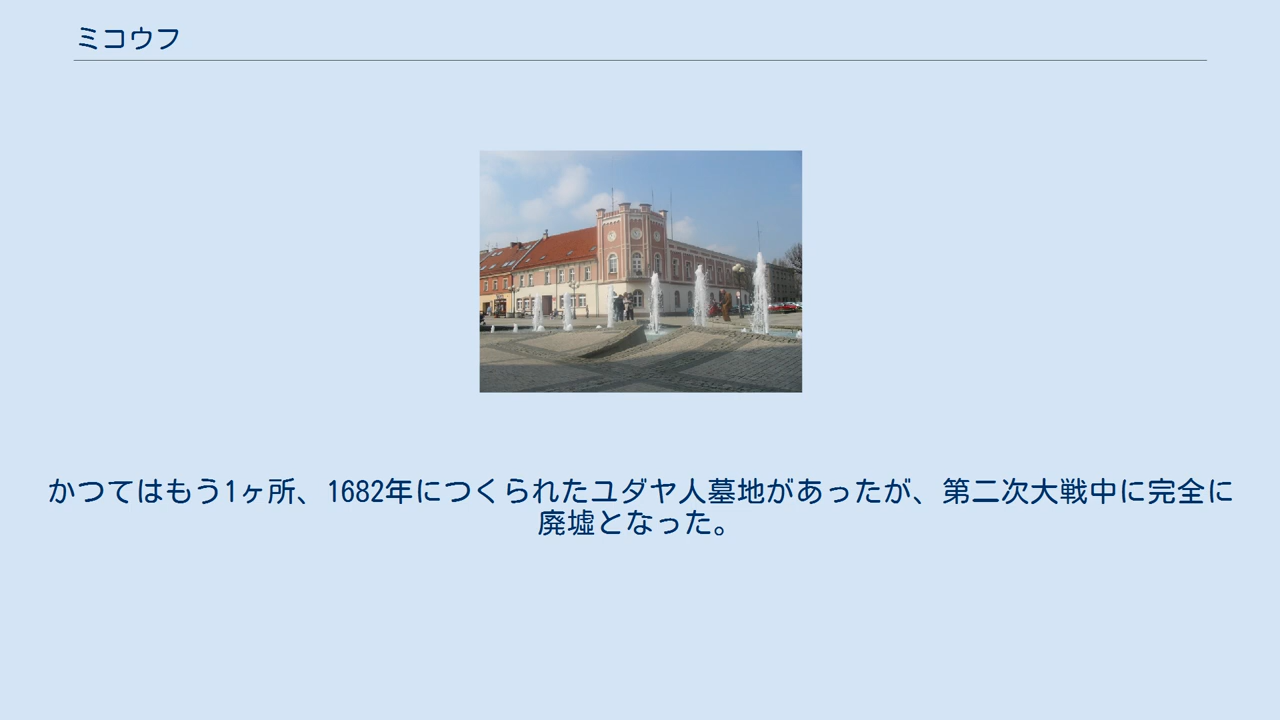 ミコウフ
かつてはもう1ヶ所、1682年につくられたユダヤ人墓地があったが、第二次大戦中に完全に
廃墟となった。